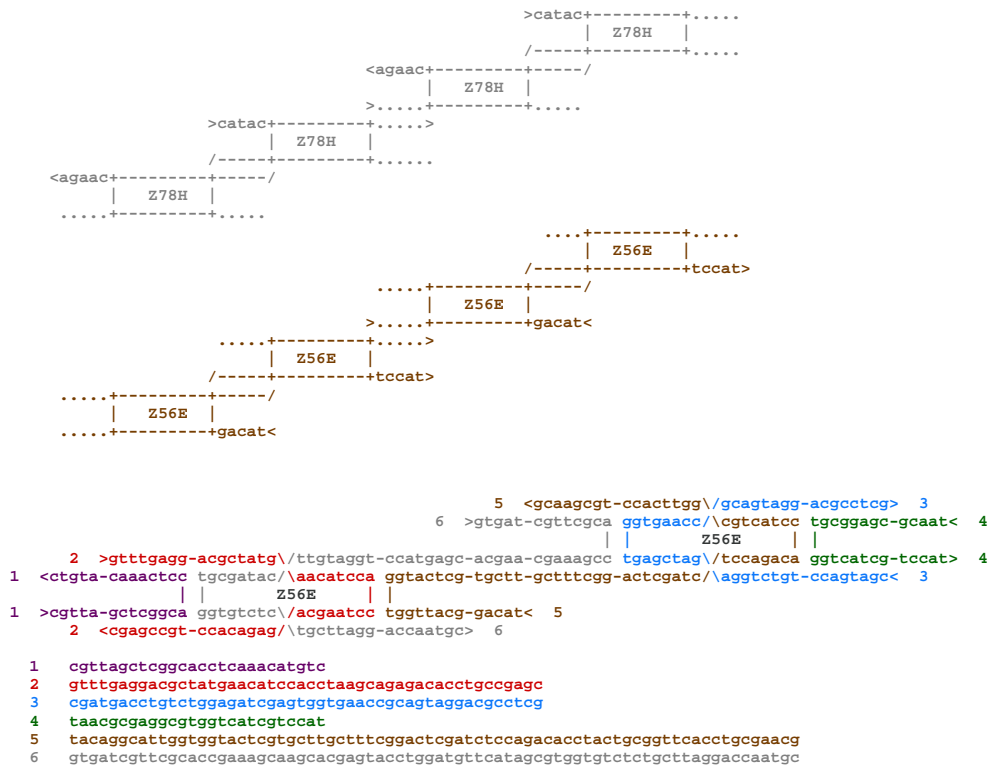 >catac+---------+.....
| Z78H |
/-----+---------+.....
<agaac+---------+-----/
| Z78H |
>.....+---------+.....
>catac+---------+.....>
| Z78H |
/-----+---------+......
<agaac+---------+-----/
| Z78H |
.....+---------+.....
....+---------+.....
| Z56E |
/-----+---------+tccat>
.....+---------+-----/
| Z56E |
>.....+---------+gacat<
.....+---------+.....>
| Z56E |
/-----+---------+tccat>
.....+---------+-----/
| Z56E |
.....+---------+gacat<
5 <gcaagcgt-ccacttgg\/gcagtagg-acgcctcg> 3
6 >gtgat-cgttcgca ggtgaacc/\cgtcatcc tgcggagc-gcaat< 4
| | Z56E | |
2 >gtttgagg-acgctatg\/ttgtaggt-ccatgagc-acgaa-cgaaagcc tgagctag\/tccagaca ggtcatcg-tccat> 4
1 <ctgta-caaactcc tgcgatac/\aacatcca ggtactcg-tgctt-gctttcgg-actcgatc/\aggtctgt-ccagtagc< 3
| | Z56E | |
1 >cgtta-gctcggca ggtgtctc\/acgaatcc tggttacg-gacat< 5
2 <cgagccgt-ccacagag/\tgcttagg-accaatgc> 6
1 cgttagctcggcacctcaaacatgtc
2 gtttgaggacgctatgaacatccacctaagcagagacacctgccgagc
3 cgatgacctgtctggagatcgagtggtgaaccgcagtaggacgcctcg
4 taacgcgaggcgtggtcatcgtccat
5 tacaggcattggtggtactcgtgcttgctttcggactcgatctccagacacctactgcggttcacctgcgaacg
6 gtgatcgttcgcaccgaaagcaagcacgagtacctggatgttcatagcgtggtgtctctgcttaggaccaatgc